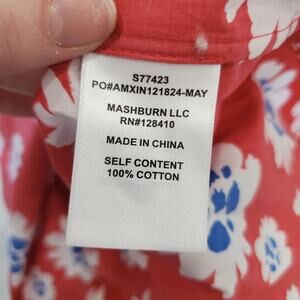 S77423
PO#AMXIN121824-MAY
MASHBURN LLC
RN#128410
MADE IN CHINA
SELF CONTENT
100% COTTON